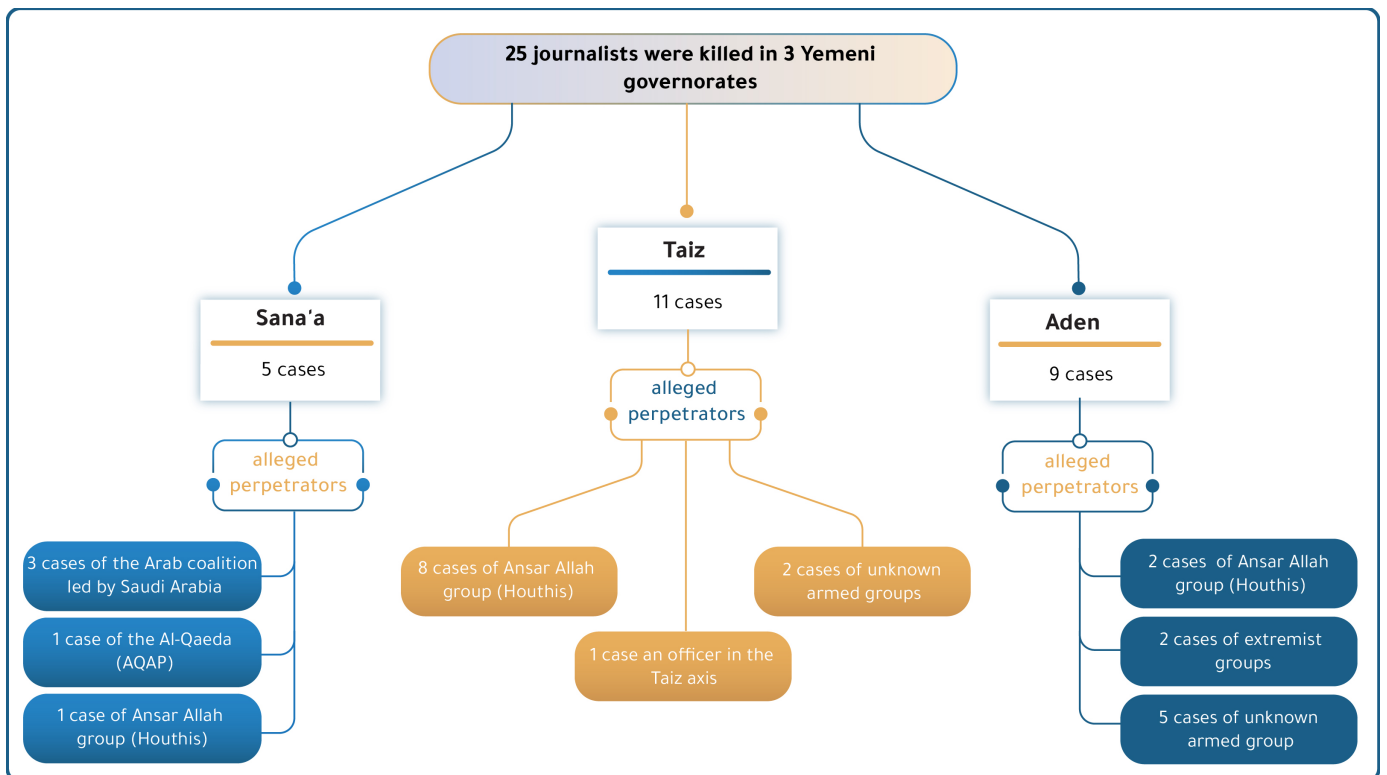 25 journalists were killed in 3 Yemeni
governorates
Sana'a
5 cases
alleged
perpetrators
3 cases of the Arab coalition
led by Saudi Arabia
1 case of the Al-Qaeda
(AQAP)
1 case of Ansar Allah
group (Houthis)
Taiz
11 cases
alleged
perpetrators
8 cases of Ansar Allah
group (Houthis)
1 case an officer in the
Taiz axis
2 cases of unknown
armed groups
Aden
9 cases
alleged
perpetrators
2 cases of Ansar Allah
group (Houthis)
2 cases of extremist
groups
5 cases of unknown
armed group